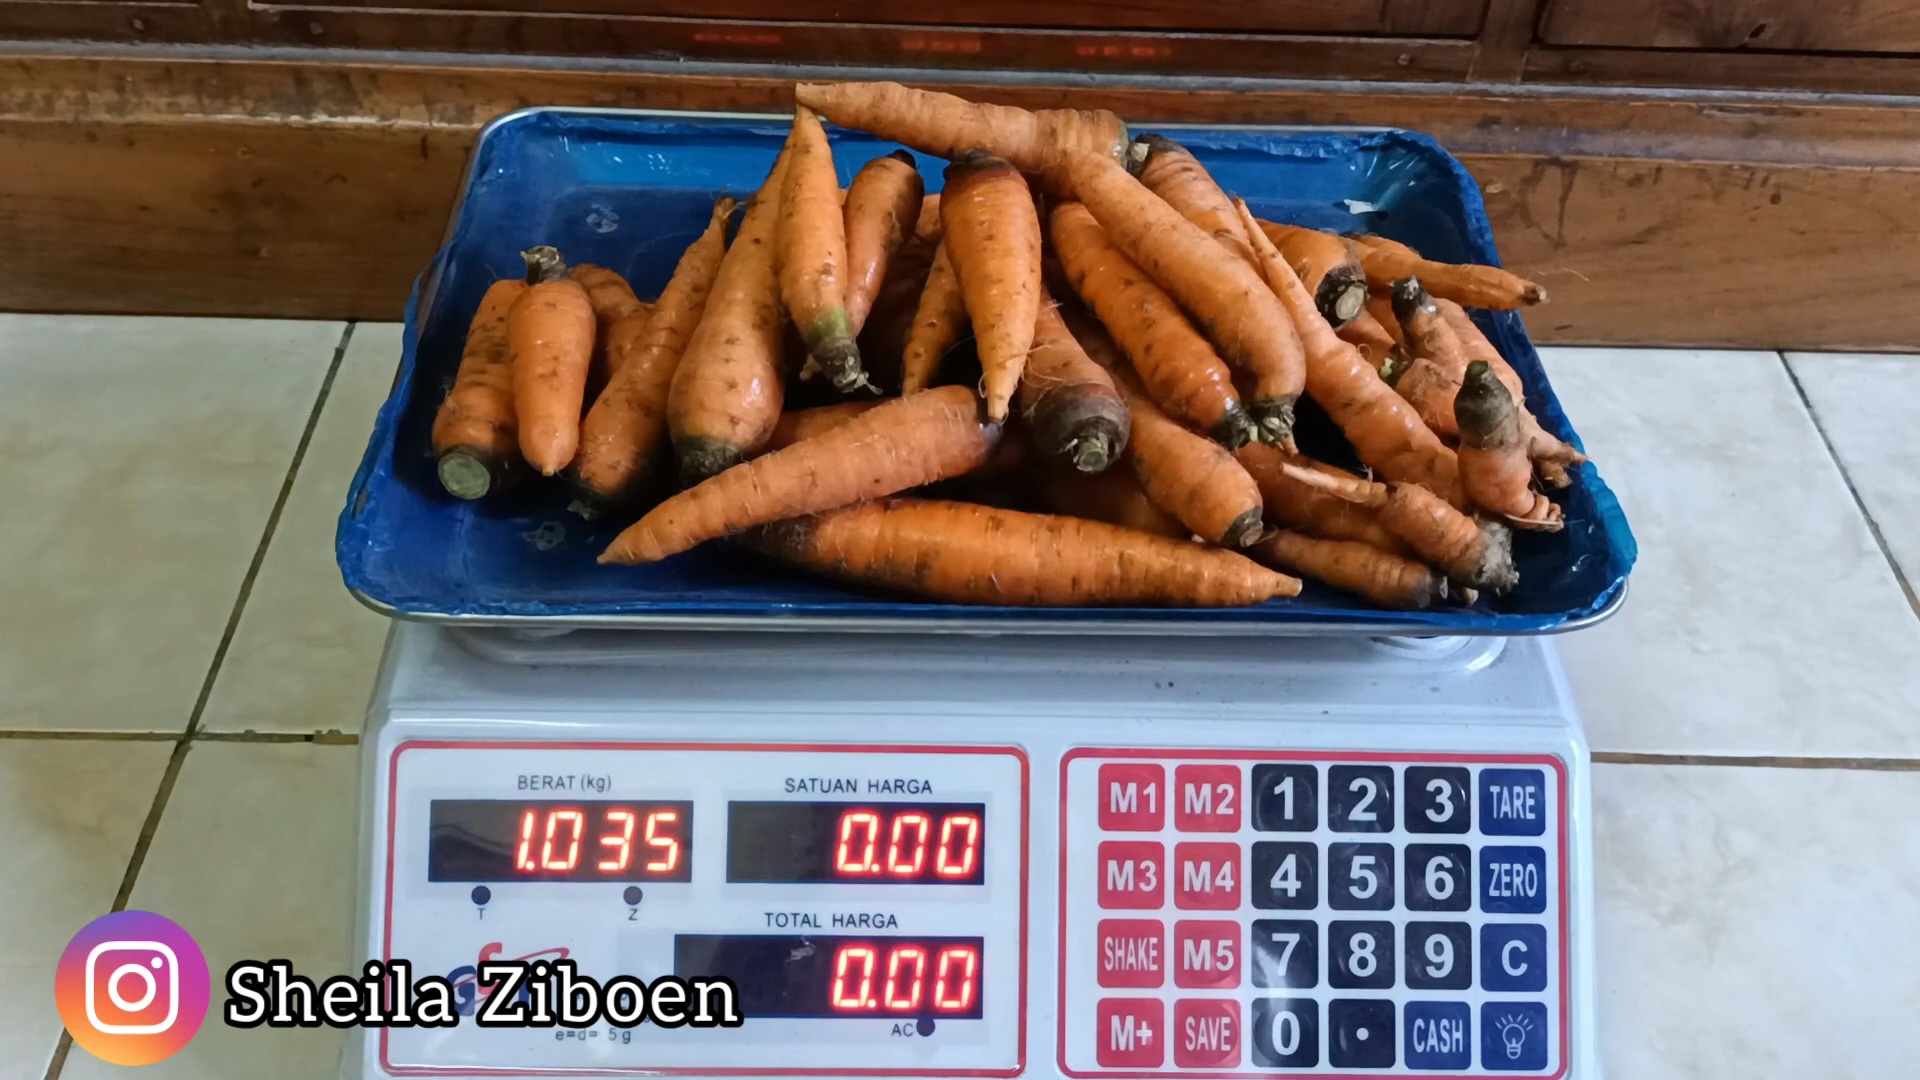 BERAT (kg)
SATUAN HARGA
1.035
0.00
T
Z
TOTAL HARGA
0.00
AC
e=d= 5g
M1 M2 1 2 3 TARE
M3 M4 4 5 6 ZERO
SHAKE M5 7 8 9 C
M+ SAVE 0 . CASH
Sheila Ziboen